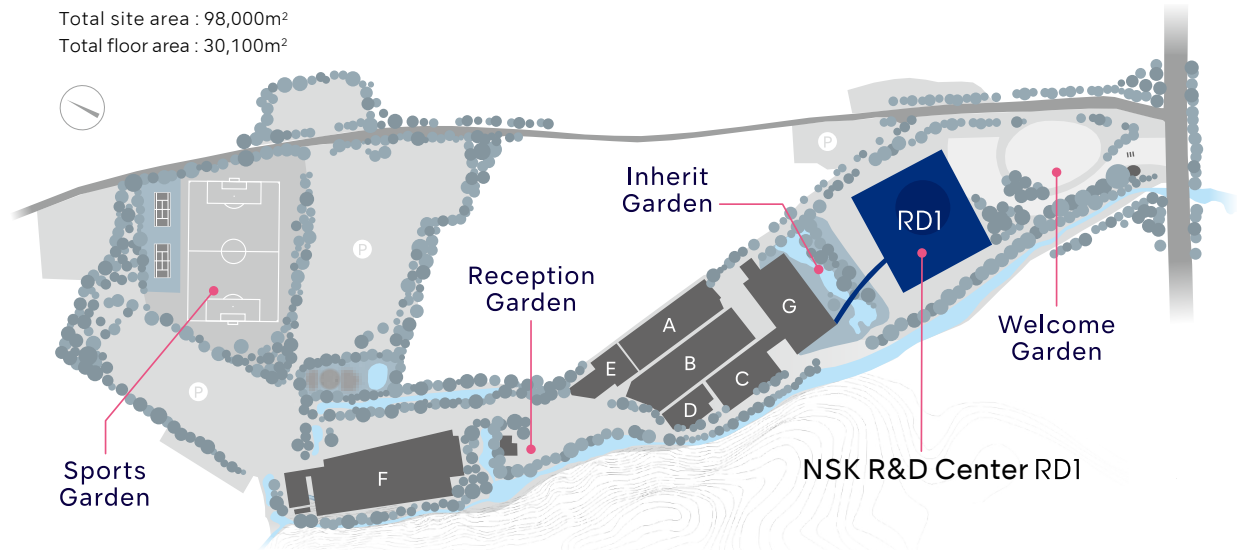 Total site area : 98,000m²
Total floor area : 30,100m²
P
P
P
Inherit
Garden
RD1
Reception
Garden
A
B
C
D
E
F
G
Welcome
Garden
Sports
Garden
NSK R&D Center RD1